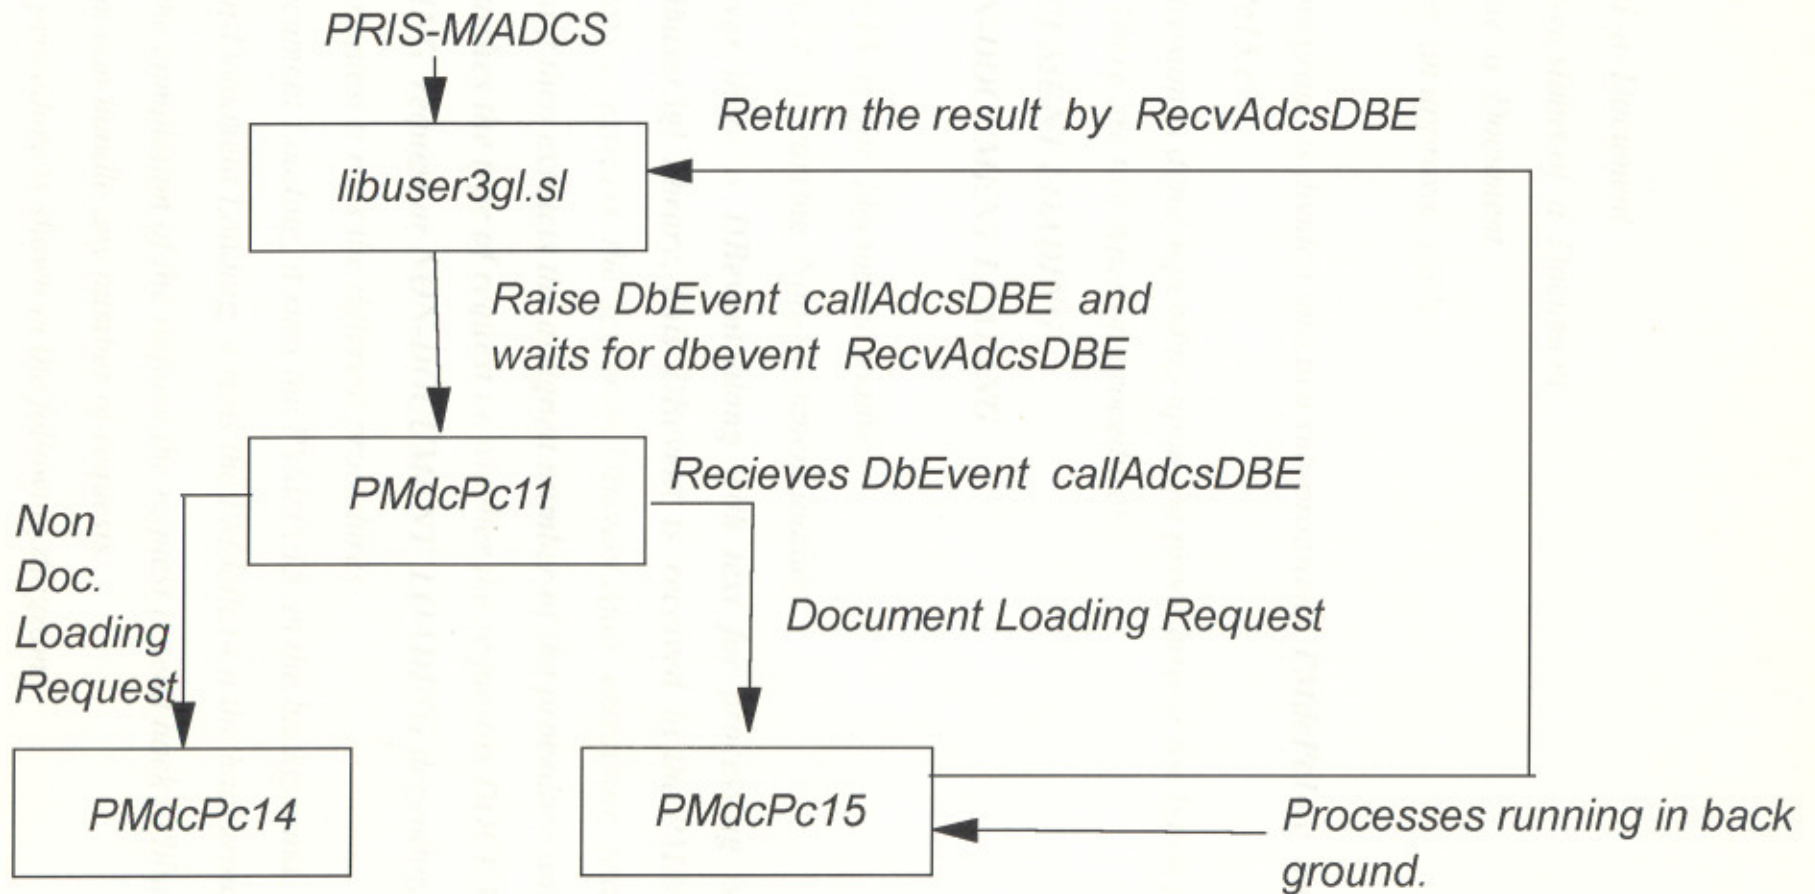 PRIS-M/ADCS
Return the result by RecvAdcsDBE
libuser3gl.sl
Raise DbEvent callAdcsDBE and
waits for dbevent RecvAdcsDBE
PMdcPc11
Recieves DbEvent callAdcsDBE
Non
Doc.
Loading
Request
Document Loading Request
PMdcPc14
PMdcPc15
Processes running in back
ground.